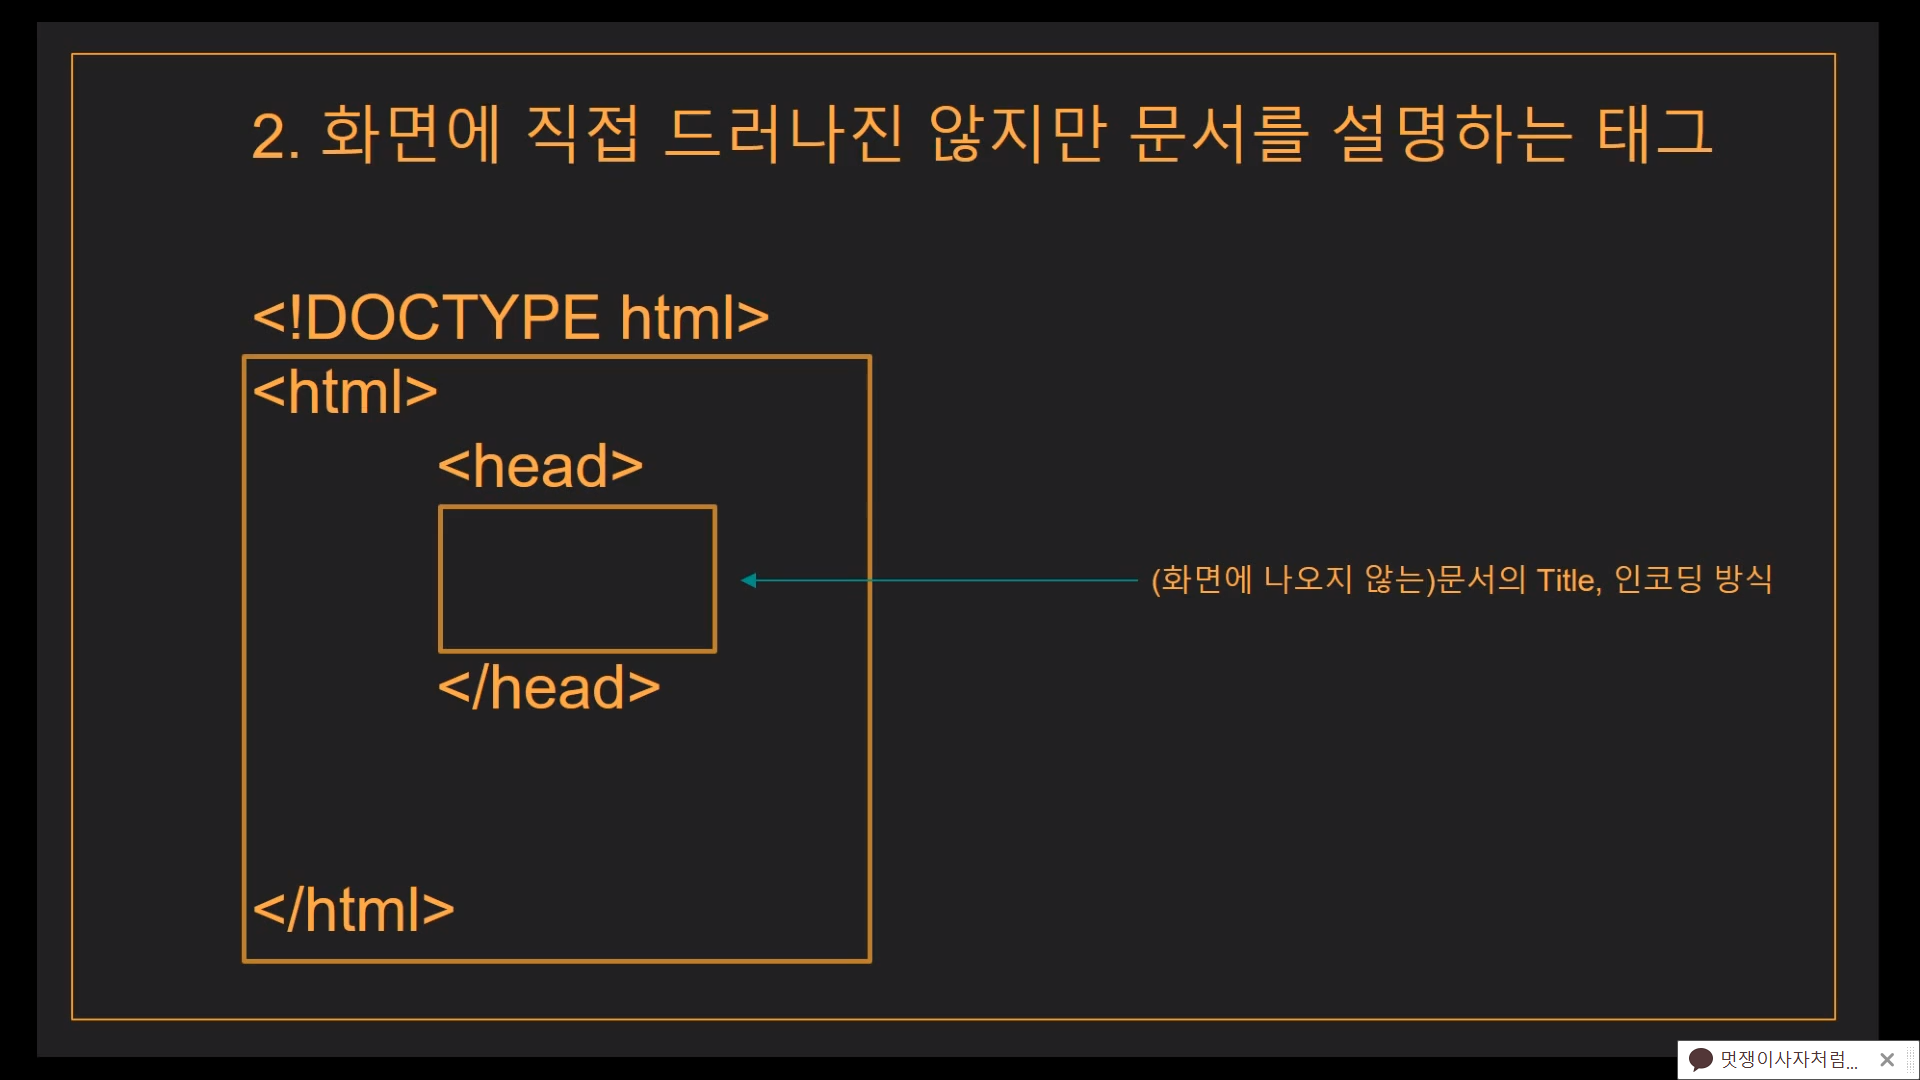 2. 화면에 직접 드러나진 않지만 문서를 설명하는 태그
<!DOCTYPE html>
<html>
<head>
(화면에 나오지 않는)문서의 Title, 인코딩 방식
</head>
</html>
멋쟁이사자처럼...